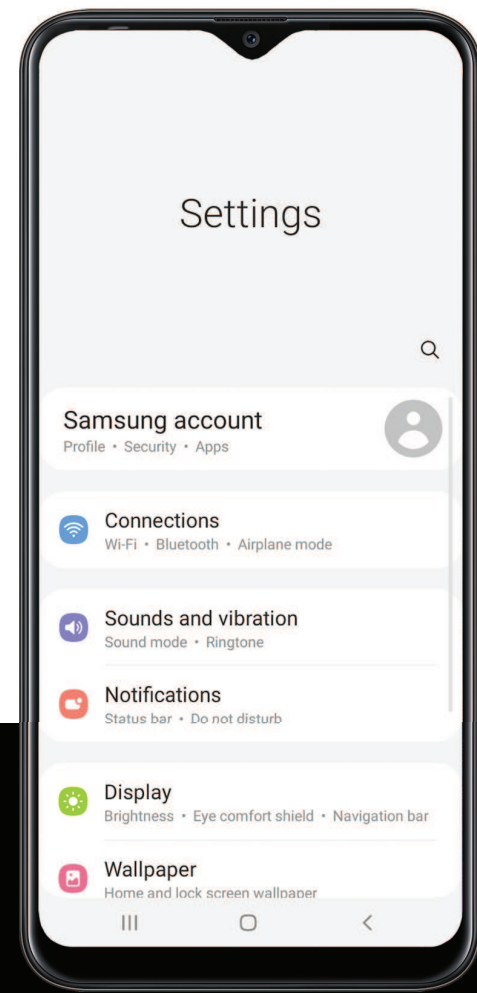 Settings
Samsung account
Profile • Security • Apps
Connections
Wi-Fi • Bluetooth • Airplane mode
Sounds and vibration
Sound mode • Ringtone
Notifications
Status bar • Do not disturb
Display
Brightness • Eye comfort shield • Navigation bar
Wallpaper
Home and lock screen wallpaper